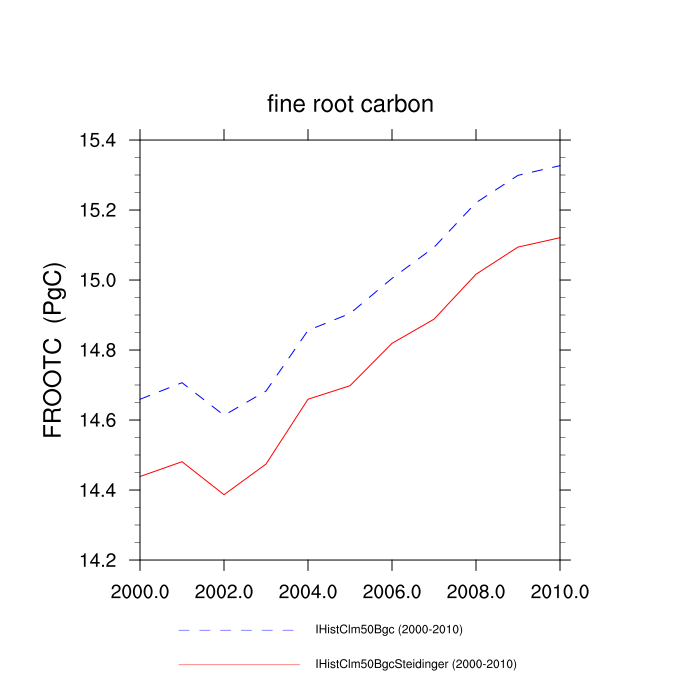 fine root carbon
15.4
15.2
15.0
14.8
14.6
14.4
14.2
FROOTC (PgC)
2000.0 2002.0 2004.0 2006.0 2008.0 2010.0
IHistClm50Bgc (2000-2010)
IHistClm50BgcSteidinger (2000-2010)